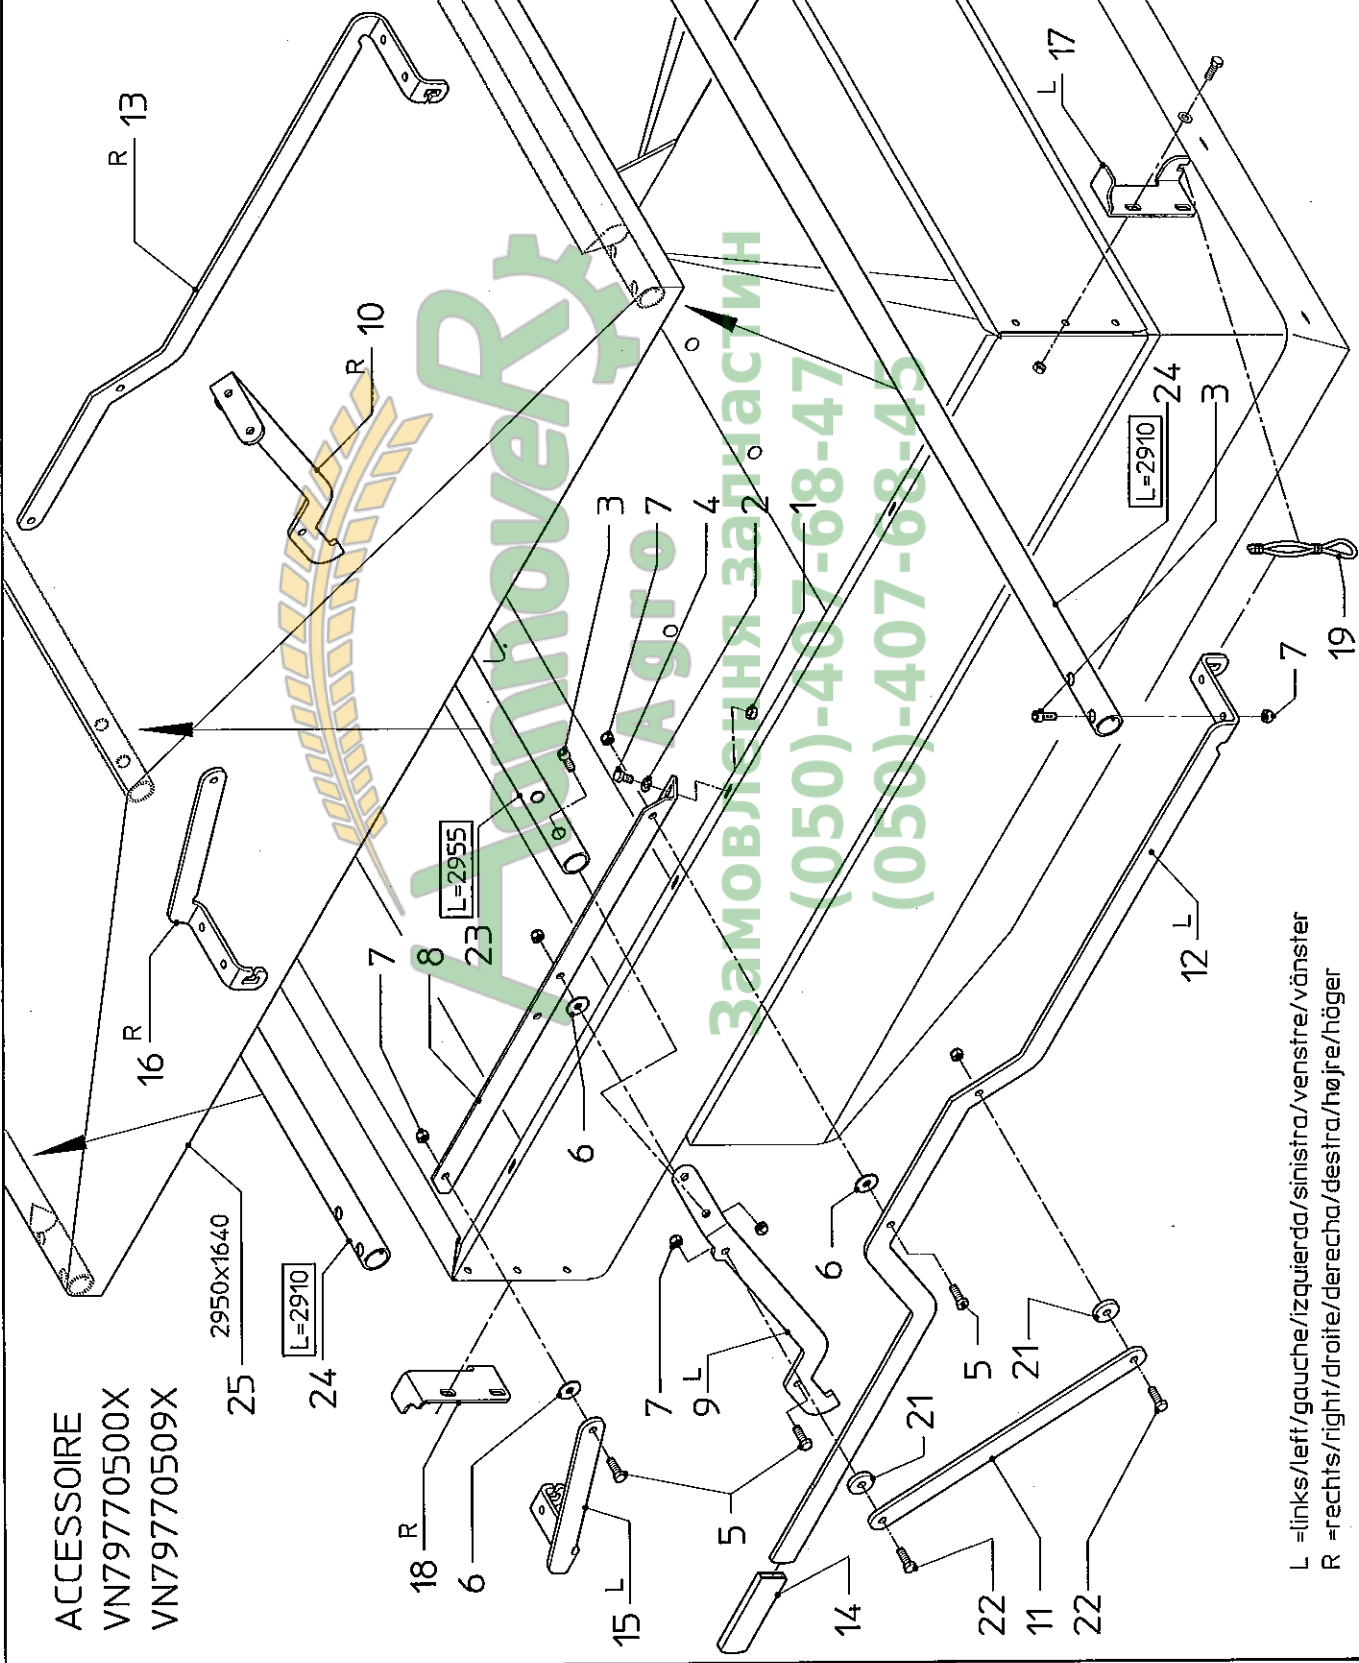 ACCESSOIRE
VN79770500X
VN79770509X
25
2950x1640
24
L=2910
16 R
R 13
R 10
7
8
23
L=2955
3
7
4
2
1
L 17
L=2910
24
3
19
7
12 L
18 R
6
15 L
5
14
22
11
22
21
21
5
6
6
7
9 L
HamnoveR
Agro
Замовлення запчастин
(050)-407-68-47
(050)-407-68-45
L =links/left/gauche/izquierda/sinistra/venstre/vänster
R =rechts/right/droite/derecha/destra/højre/höger